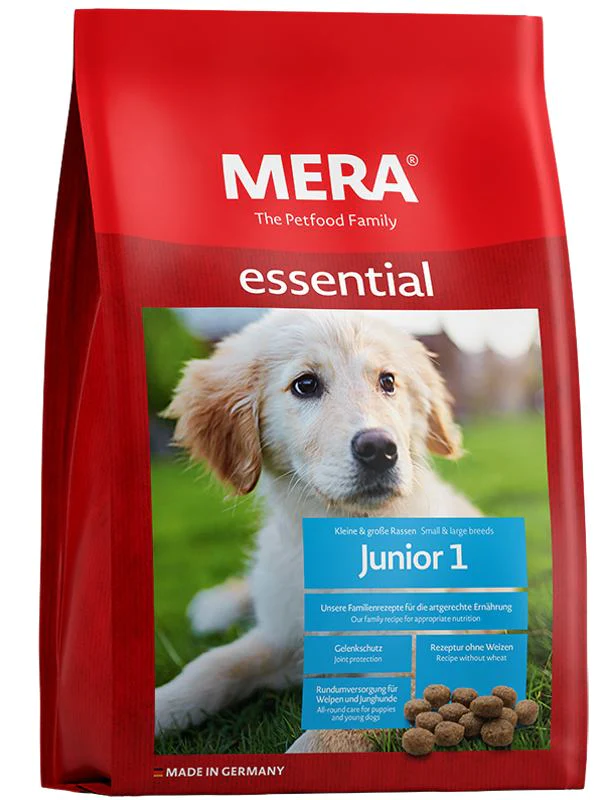 MERA®
The Petfood Family
essential
Kleine & große Rassen Small & large breeds
Junior 1
Unsere Familienrezepte für die artgerechte Ernährung
Our family recipe for appropriate nutrition
Gelenkschutz
Joint protection
Rezeptur ohne Weizen
Recipe without wheat
Rundumversorgung für
Welpen und Junghunde
All-round care for puppies
and young dogs
MADE IN GERMANY